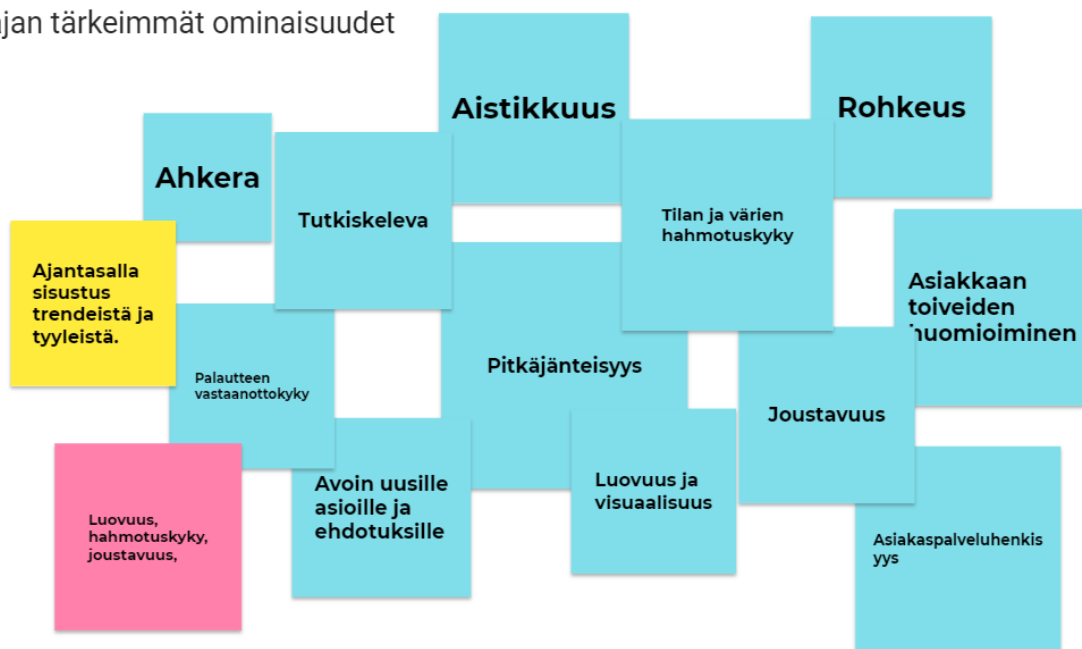 ajan tärkeimmät ominaisuudet
Aistikkuus
Rohkeus
Ahkera
Tutkiskeleva
Tilan ja värien
hahmotuskyky
Ajantasalla
sisustus
trendeistä ja
tyyleistä.
Asiakkaan
toiveiden
huomioiminen
Pitkäjänteisyys
Palautteen
vastaanottokyky
Joustavuus
Avoin uusille
asioille ja
ehdotuksille
Luovuus ja
visuaalisuus
Luovuus,
hahmotuskyky,
joustavuus,
Asiakaspalveluhenkis
yys